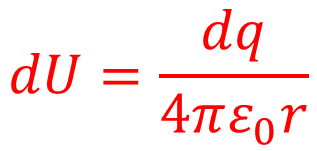 dU = dq / 4πε₀r